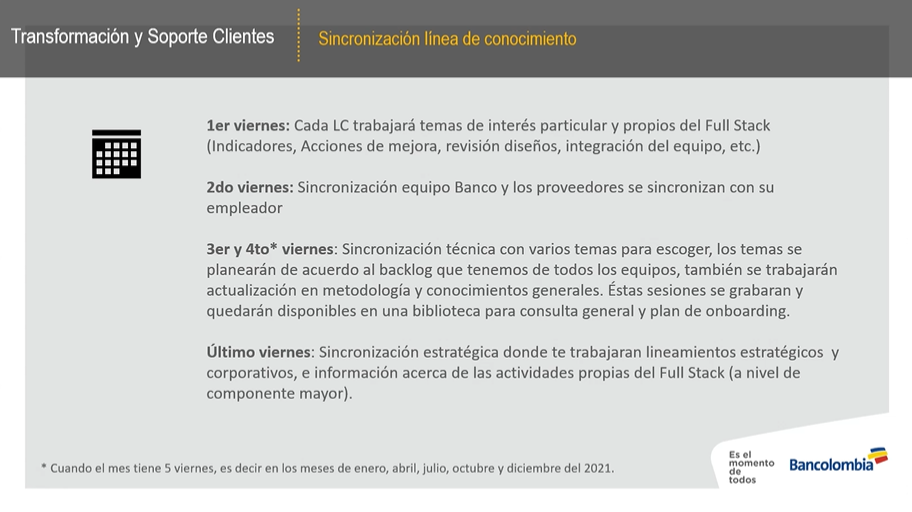 Transformación y Soporte Clientes
Sincronización línea de conocimiento
1er viernes: Cada LC trabajará temas de interés particular y propios del Full Stack
(Indicadores, Acciones de mejora, revisión diseños, integración del equipo, etc.)
2do viernes: Sincronización equipo Banco y los proveedores se sincronizan con su
empleador
3er y 4to* viernes: Sincronización técnica con varios temas para escoger, los temas se
planearán de acuerdo al backlog que tenemos de todos los equipos, también se trabajarán
actualización en metodología y conocimientos generales. Éstas sesiones se grabaran y
quedarán disponibles en una biblioteca para consulta general y plan de onboarding.
Último viernes: Sincronización estratégica donde te trabajaran lineamientos estratégicos y
corporativos, e información acerca de las actividades propias del Full Stack (a nivel de
componente mayor).
* Cuando el mes tiene 5 viernes, es decir en los meses de enero, abril, julio, octubre y diciembre del 2021.
Es el
momento
de
todos
Bancolombia